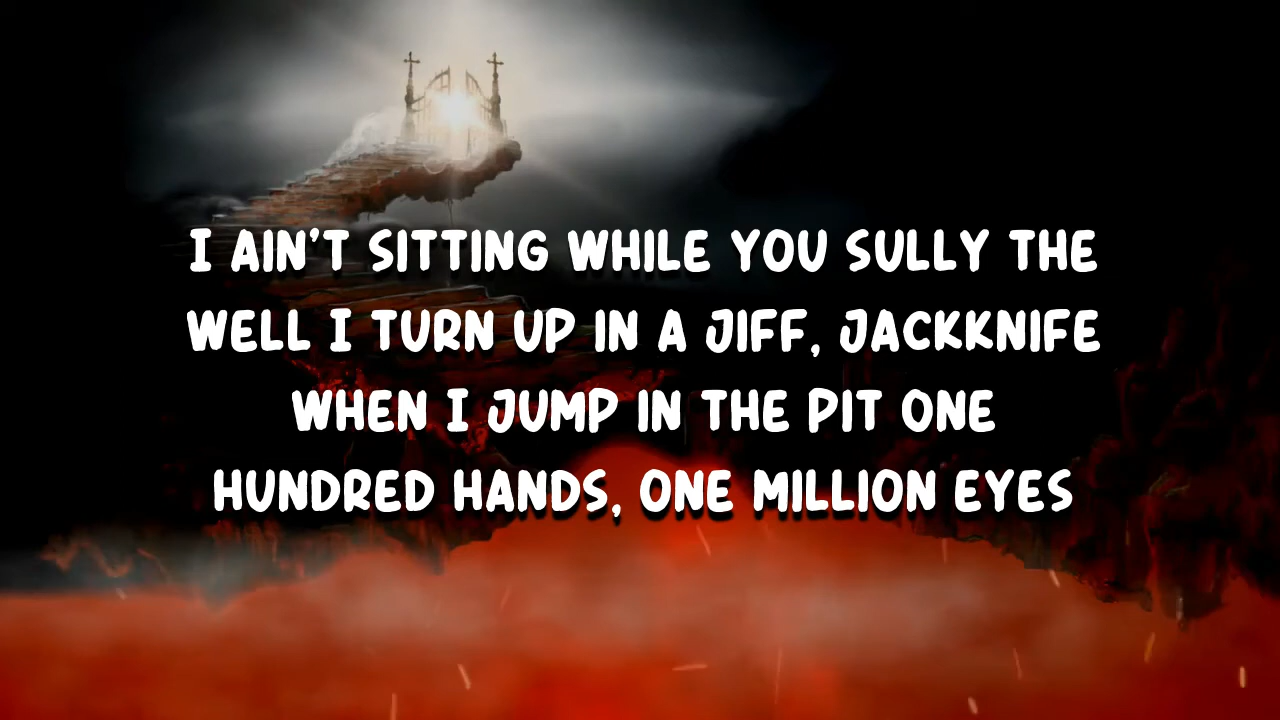 I AIN'T SITTING WHILE YOU SULLY THE
WELL I TURN UP IN A JIFF, JACKKNIFE
WHEN I JUMP IN THE PIT ONE
HUNDRED HANDS, ONE MILLION EYES